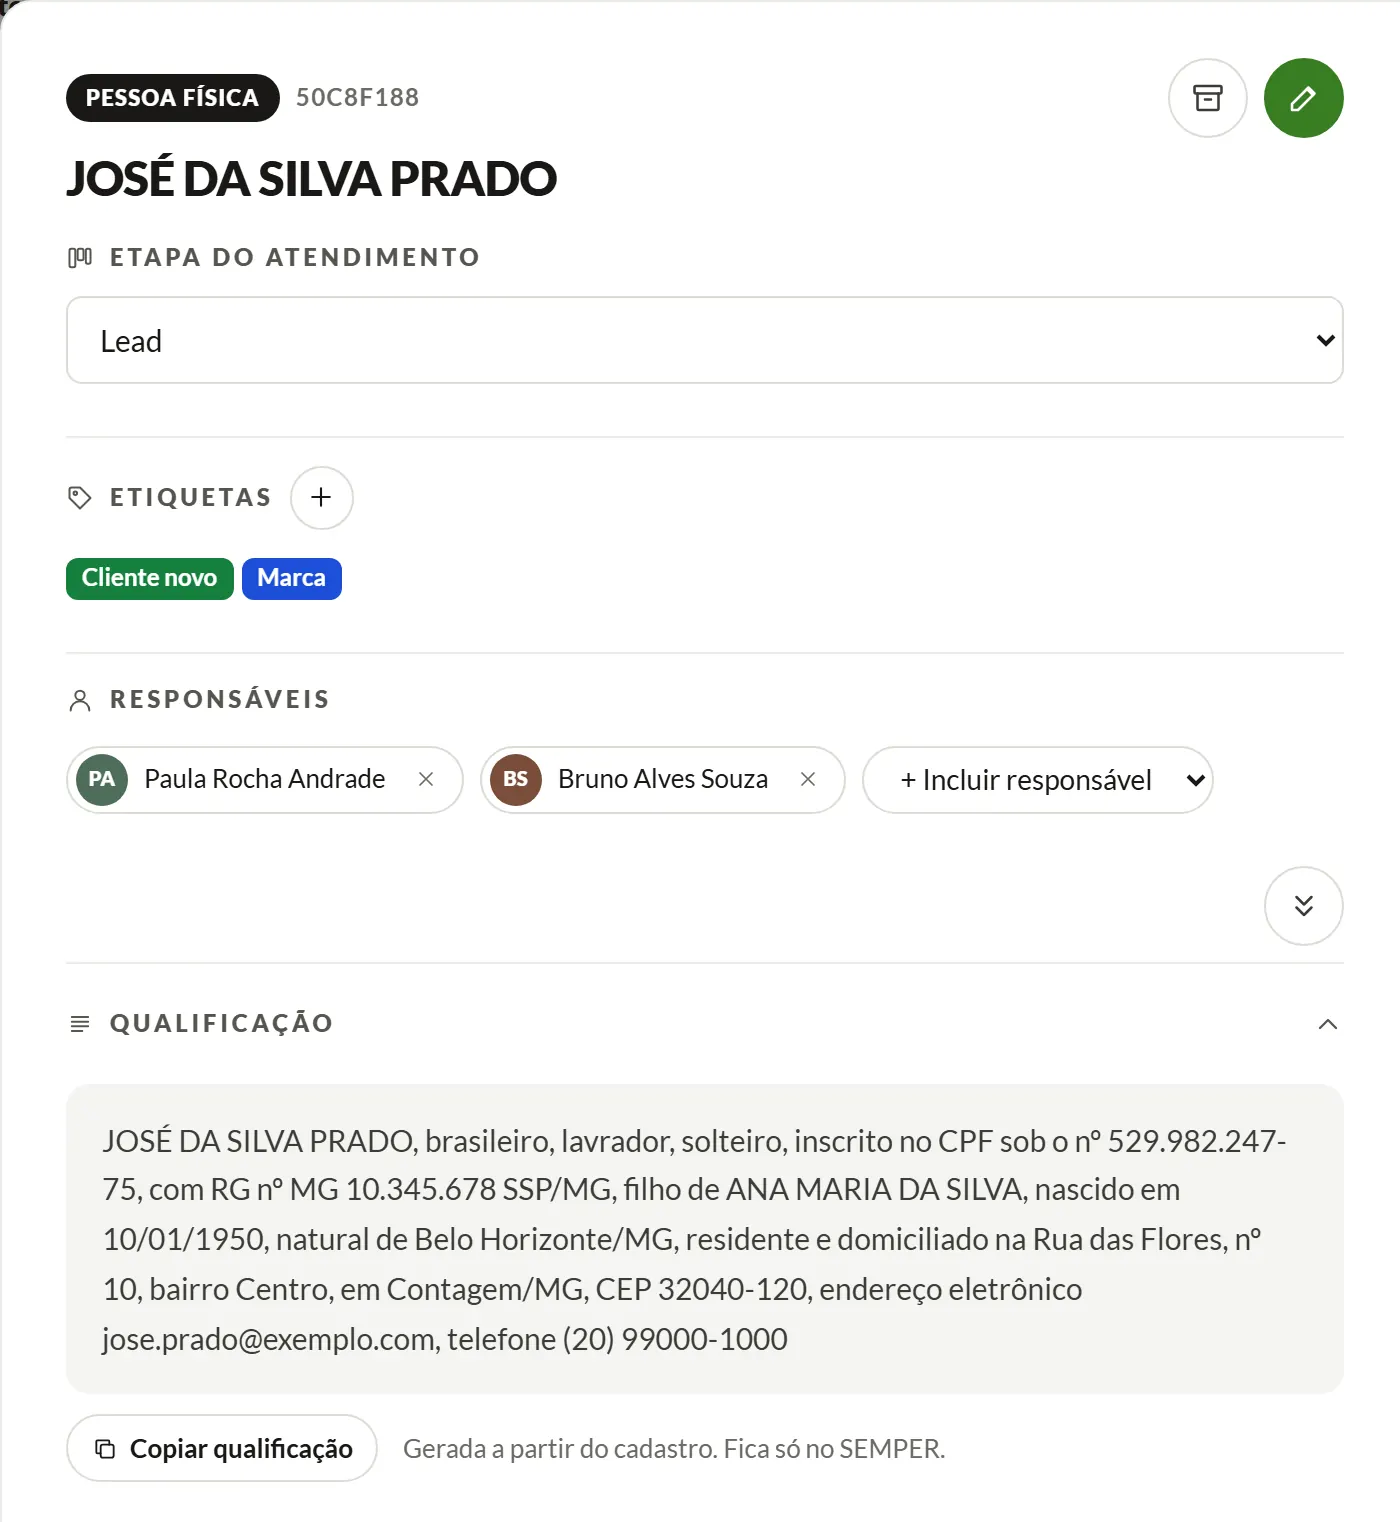 PESSOA FÍSICA 50C8F188
JOSÉ DA SILVA PRADO
ETAPA DO ATENDIMENTO
Lead
ETIQUETAS +
Cliente novo Marca
RESPONSÁVEIS
PA Paula Rocha Andrade × BS Bruno Alves Souza × + Incluir responsável
QUALIFICAÇÃO
JOSÉ DA SILVA PRADO, brasileiro, lavrador, solteiro, inscrito no CPF sob o nº 529.982.247-
75, com RG nº MG 10.345.678 SSP/MG, filho de ANA MARIA DA SILVA, nascido em
10/01/1950, natural de Belo Horizonte/MG, residente e domiciliado na Rua das Flores, nº
10, bairro Centro, em Contagem/MG, CEP 32040-120, endereço eletrônico
jose.prado@exemplo.com, telefone (20) 99000-1000
Copiar qualificação Gerada a partir do cadastro. Fica só no SEMPER.